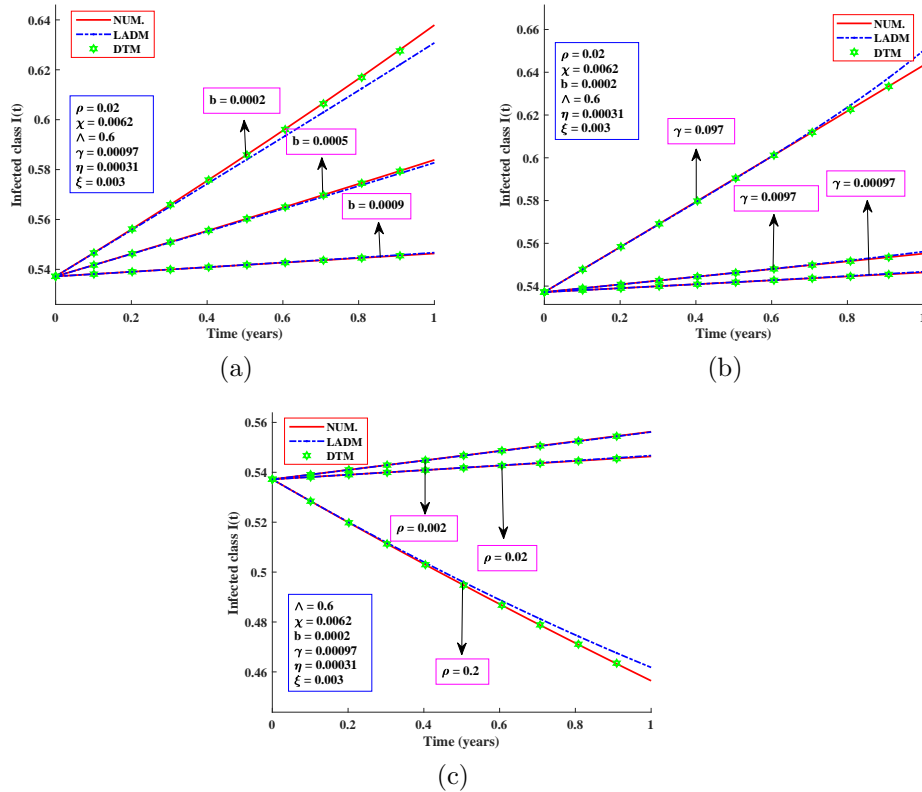 0.64
0.62
0.6
0.58
0.56
0.54
Infected class I(t)
NUM.
LADM
DTM
ρ = 0.02
χ = 0.0062
Λ = 0.6
γ = 0.00097
η = 0.00031
ξ = 0.003
b = 0.0002
b = 0.0005
b = 0.0009
0 0.2 0.4 0.6 0.8 1
Time (years)
(a)
0.66
0.64
0.62
0.6
0.58
0.56
0.54
Infected class I(t)
ρ = 0.02
χ = 0.0062
b = 0.0002
Λ = 0.6
η = 0.00031
ξ = 0.003
NUM.
LADM
DTM
γ = 0.097
γ = 0.0097
γ = 0.00097
0 0.2 0.4 0.6 0.8 1
Time (years)
(b)
0.56
0.54
0.52
0.5
0.48
0.46
Infected class I(t)
NUM.
LADM
DTM
ρ = 0.002
ρ = 0.02
ρ = 0.2
Λ = 0.6
χ = 0.0062
b = 0.0002
γ = 0.00097
η = 0.00031
ξ = 0.003
0 0.2 0.4 0.6 0.8 1
Time (years)
(c)